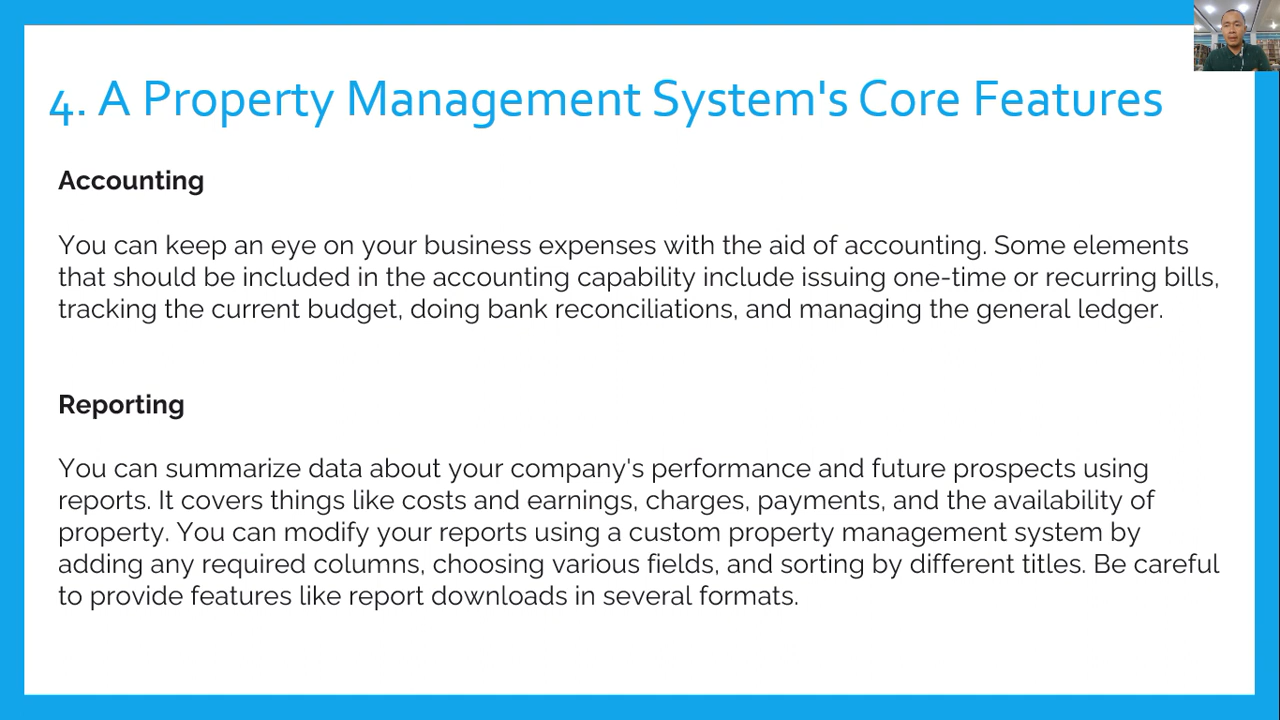 4. A Property Management System's Core Features
Accounting
You can keep an eye on your business expenses with the aid of accounting. Some elements
that should be included in the accounting capability include issuing one-time or recurring bills,
tracking the current budget, doing bank reconciliations, and managing the general ledger.
Reporting
You can summarize data about your company's performance and future prospects using
reports. It covers things like costs and earnings, charges, payments, and the availability of
property. You can modify your reports using a custom property management system by
adding any required columns, choosing various fields, and sorting by different titles. Be careful
to provide features like report downloads in several formats.